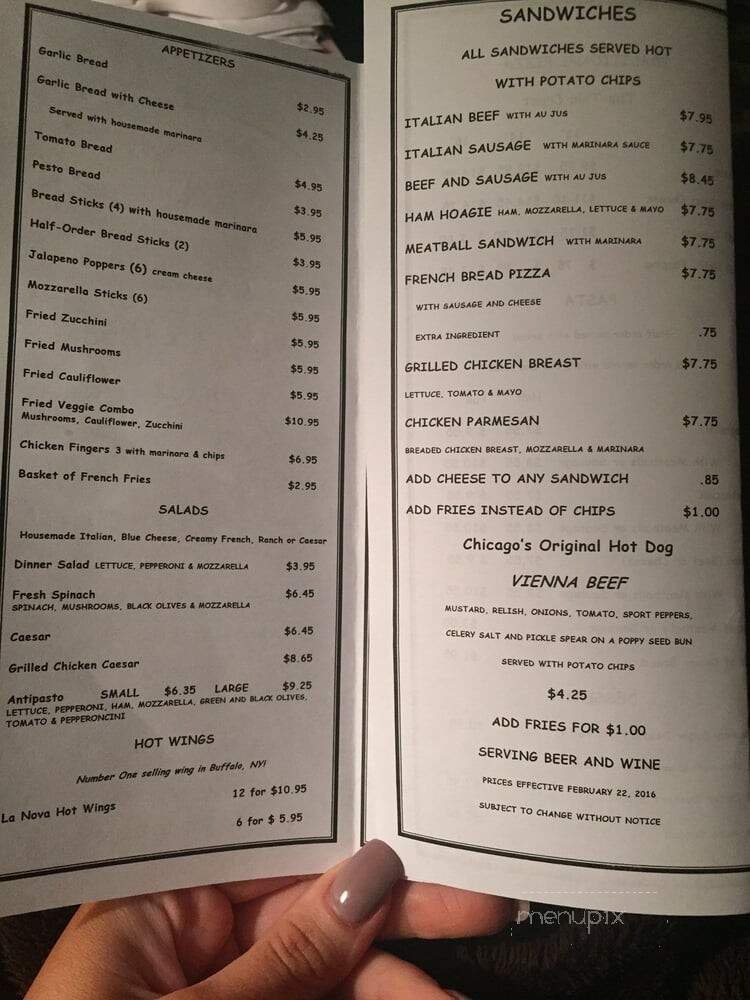 APPETIZERS
Garlic Bread $2.95
Garlic Bread with Cheese $4.25
Served with housemade marinara
Tomato Bread $4.95
Pesto Bread $3.95
Bread Sticks (4) with housemade marinara $5.95
Half-Order Bread Sticks (2) $3.95
Jalapeno Poppers (6) cream cheese $5.95
Mozzarella Sticks (6) $5.95
Fried Zucchini $5.95
Fried Mushrooms $5.95
Fried Cauliflower $5.95
Fried Veggie Combo $10.95
Mushrooms, Cauliflower, Zucchini
Chicken Fingers 3 with marinara & chips $6.95
Basket of French Fries $2.95
SALADS
Housemade Italian, Blue Cheese, Creamy French, Ranch or Caesar
Dinner Salad LETTUCE, PEPPERONI & MOZZARELLA $3.95
Fresh Spinach $6.45
SPINACH, MUSHROOMS, BLACK OLIVES & MOZZARELLA
Caesar $6.45
Grilled Chicken Caesar $8.65
Antipasto SMALL $6.35 LARGE $9.25
LETTUCE, PEPPERONI, HAM, MOZZARELLA, GREEN AND BLACK OLIVES,
TOMATO & PEPPERONCINI
HOT WINGS
Number One selling wing in Buffalo, NY!
La Nova Hot Wings 12 for $10.95
6 for $ 5.95
SANDWICHES
ALL SANDWICHES SERVED HOT
WITH POTATO CHIPS
ITALIAN BEEF WITH AU JUS $7.95
ITALIAN SAUSAGE WITH MARINARA SAUCE $7.75
BEEF AND SAUSAGE WITH AU JUS $8.45
HAM HOAGIE HAM, MOZZARELLA, LETTUCE & MAYO $7.75
MEATBALL SANDWICH WITH MARINARA $7.75
FRENCH BREAD PIZZA $7.75
WITH SAUSAGE AND CHEESE
EXTRA INGREDIENT .75
GRILLED CHICKEN BREAST $7.75
LETTUCE, TOMATO & MAYO
CHICKEN PARMESAN $7.75
BREADED CHICKEN BREAST, MOZZARELLA & MARINARA
ADD CHEESE TO ANY SANDWICH .85
ADD FRIES INSTEAD OF CHIPS $1.00
Chicago's Original Hot Dog
VIENNA BEEF
MUSTARD, RELISH, ONIONS, TOMATO, SPORT PEPPERS,
CELERY SALT AND PICKLE SPEAR ON A POPPY SEED BUN
SERVED WITH POTATO CHIPS
$4.25
ADD FRIES FOR $1.00
SERVING BEER AND WINE
PRICES EFFECTIVE FEBRUARY 22, 2016
SUBJECT TO CHANGE WITHOUT NOTICE
menupix